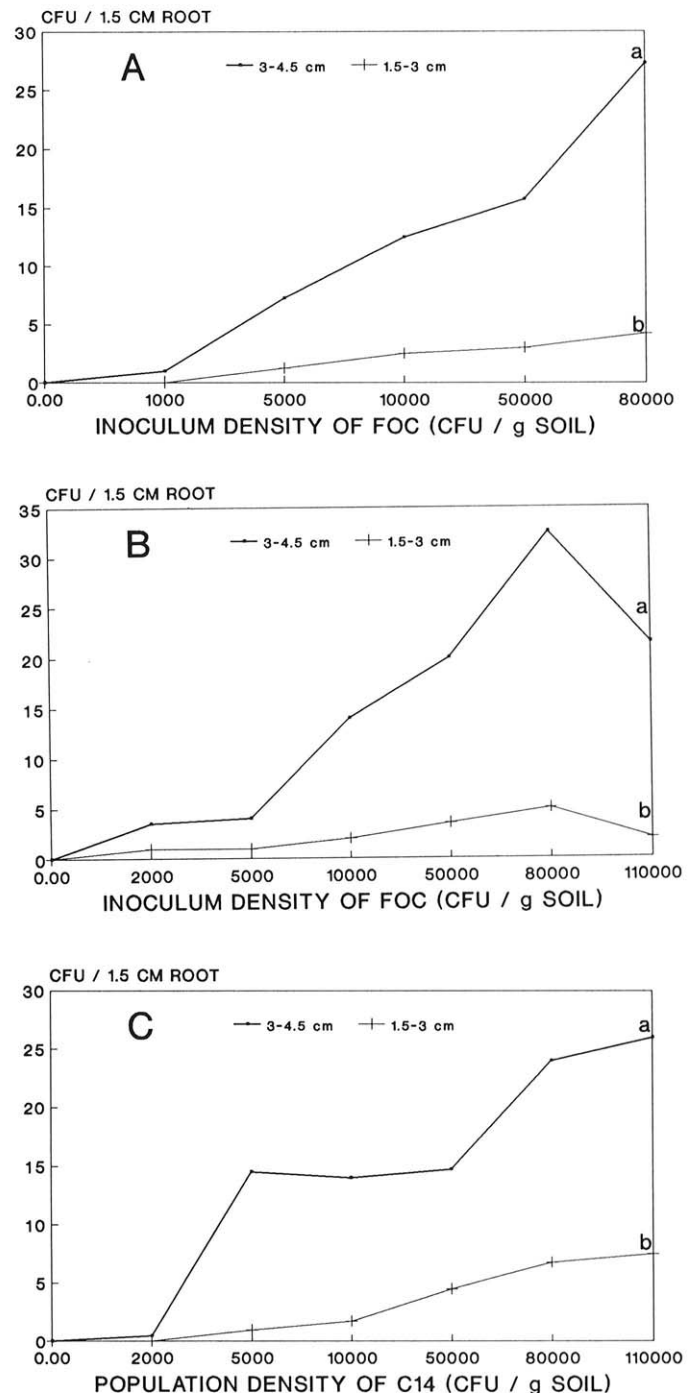 CFU / 1.5 CM ROOT
30
A
3-4.5 cm
1.5-3 cm
a
25
20
15
10
5
b
0
0.00 1000 5000 10000 50000 80000
INOCULUM DENSITY OF FOC (CFU / g SOIL)
CFU / 1.5 CM ROOT
35
B
3-4.5 cm
1.5-3 cm
30
a
25
20
15
10
5
b
0
0.00 2000 5000 10000 50000 80000 110000
INOCULUM DENSITY OF FOC (CFU / g SOIL)
CFU / 1.5 CM ROOT
30
C
3-4.5 cm
1.5-3 cm
a
25
20
15
10
b
5
0
0.00 2000 5000 10000 50000 80000 110000
POPULATION DENSITY OF C14 (CFU / g SOIL)